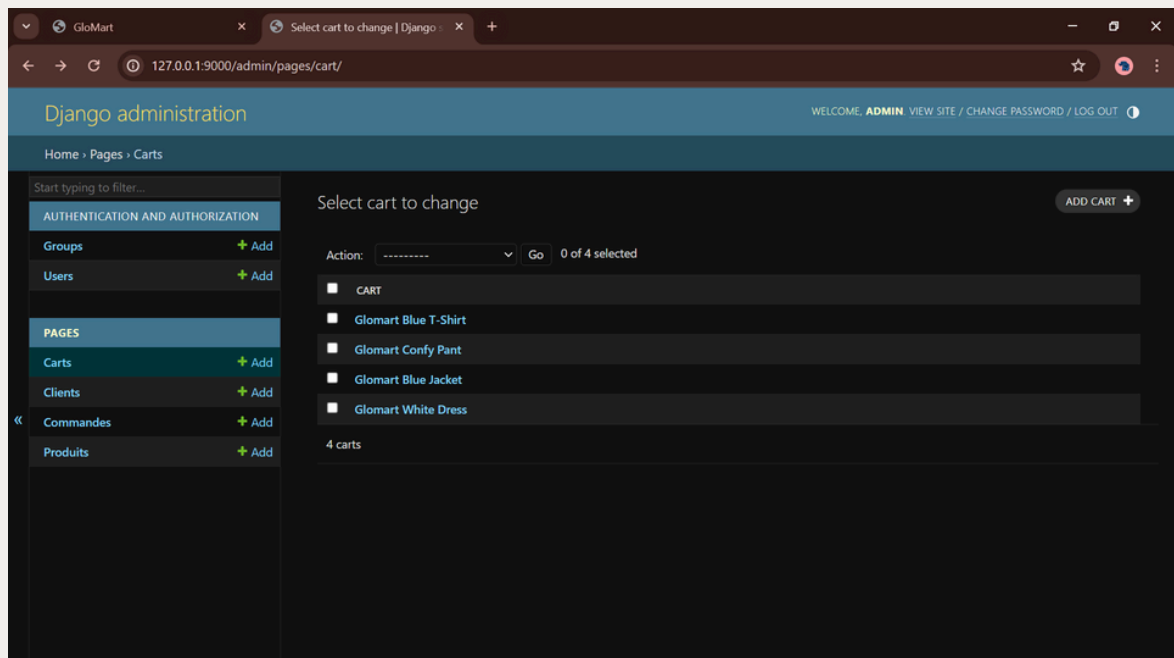 GloMart
Select cart to change | Django s
127.0.0.1:9000/admin/pages/cart/
Django administration
WELCOME, ADMIN. VIEW SITE / CHANGE PASSWORD / LOG OUT
Home › Pages › Carts
Start typing to filter...
AUTHENTICATION AND AUTHORIZATION
Groups + Add
Users + Add
PAGES
Carts + Add
Clients + Add
Commandes + Add
Produits + Add
«
Select cart to change
ADD CART +
Action: --------- Go 0 of 4 selected
CART
Glomart Blue T-Shirt
Glomart Confy Pant
Glomart Blue Jacket
Glomart White Dress
4 carts